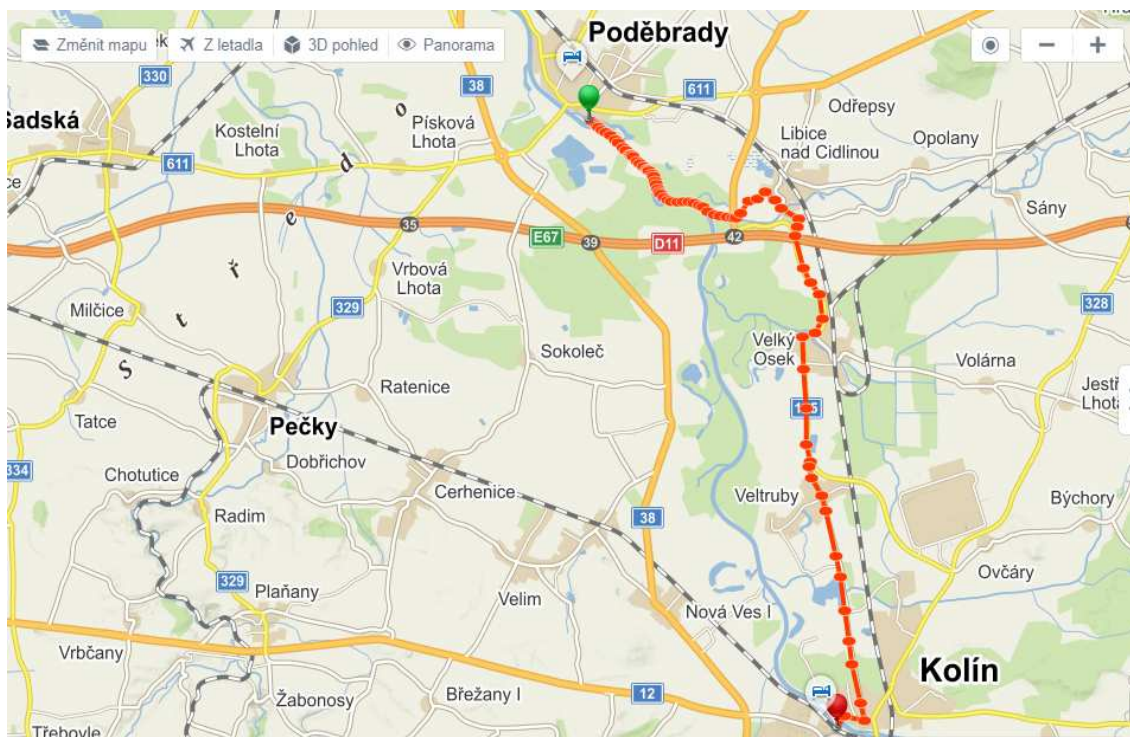 Změnit mapu
Z letadla
3D pohled
Panorama
Poděbrady
330
38
611
Odřepsy
Sadská
Kostelní
Lhota
Písková
Lhota
Libice
nad Cidlinou
Opolany
611
Střed o
Sány
35
E67
39
D11
42
Vrbová
Lhota
Milčice
329
328
Velký
Osek
Sokoleč
Volárna
Ratenice
Tatce
Pečky
Dobřichov
Chotutice
334
Cerhenice
Veltruby
Býchory
Radim
38
329
Plaňany
Velim
Ovčáry
Nová Ves I
Vrbčany
Kolín
12
Žabonosy
Břežany I
Třebovle